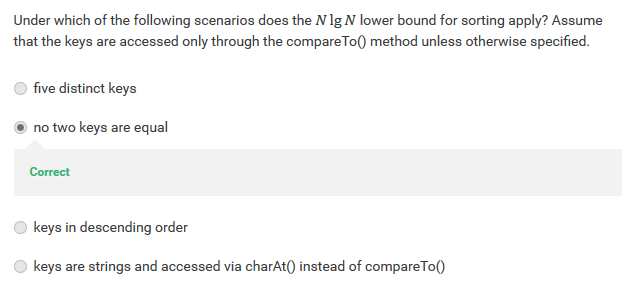 Under which of the following scenarios does the N lg N lower bound for sorting apply? Assume
that the keys are accessed only through the compareTo() method unless otherwise specified.
five distinct keys
no two keys are equal
Correct
keys in descending order
keys are strings and accessed via charAt() instead of compareTo()